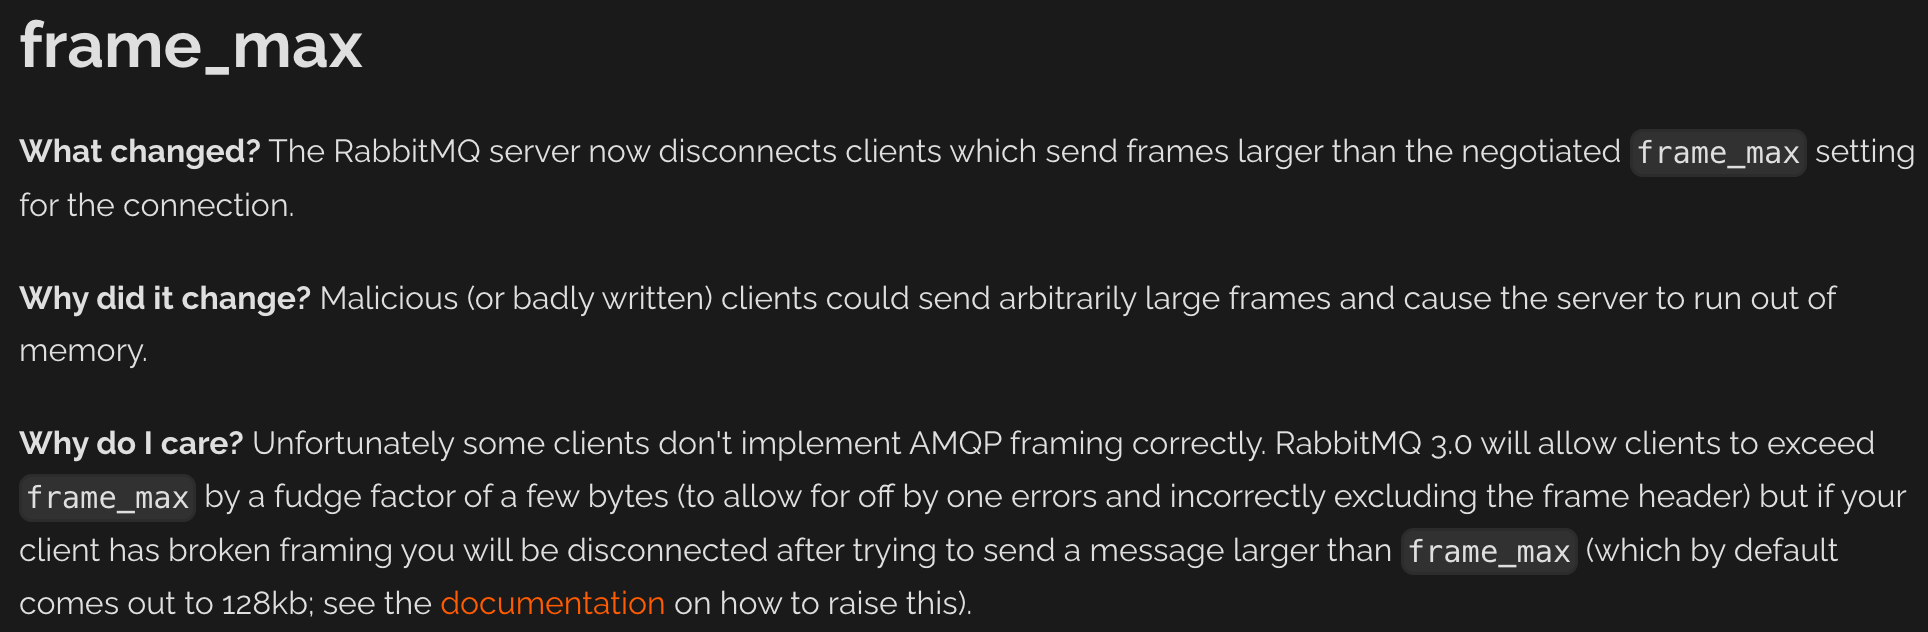 frame_max
What changed? The RabbitMQ server now disconnects clients which send frames larger than the negotiated frame_max setting
for the connection.
Why did it change? Malicious (or badly written) clients could send arbitrarily large frames and cause the server to run out of
memory.
Why do I care? Unfortunately some clients don't implement AMQP framing correctly. RabbitMQ 3.0 will allow clients to exceed
frame_max by a fudge factor of a few bytes (to allow for off by one errors and incorrectly excluding the frame header) but if your
client has broken framing you will be disconnected after trying to send a message larger than frame_max (which by default
comes out to 128kb; see the documentation on how to raise this).